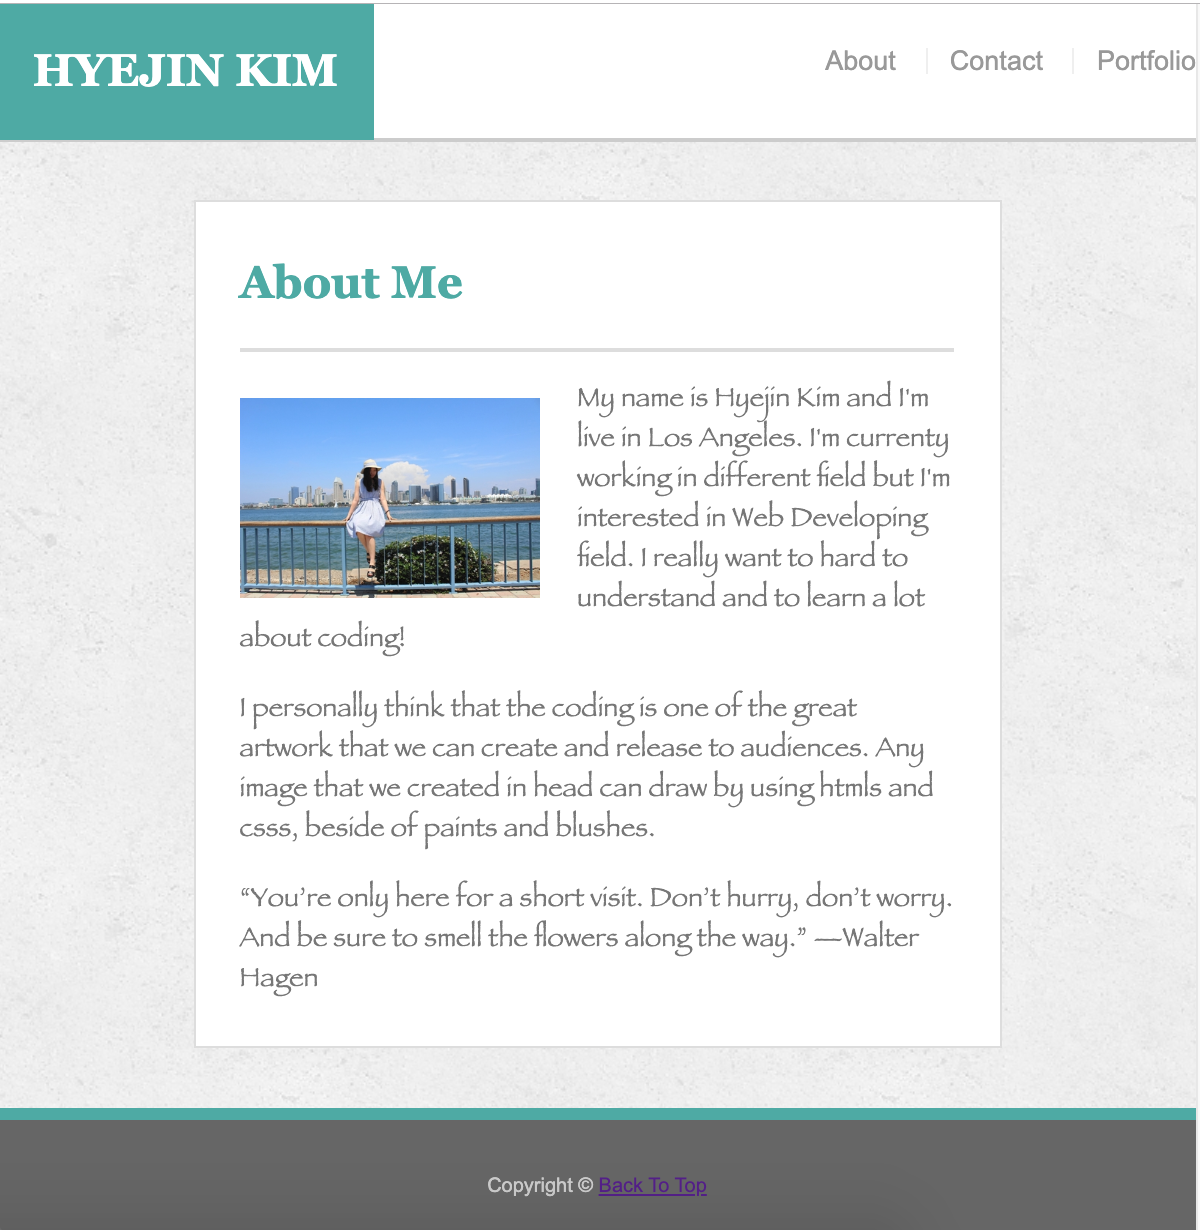 HYEJIN KIM
About
Contact
Portfolio
About Me
My name is Hyejin Kim and I'm
live in Los Angeles. I'm currenty
working in different field but I'm
interested in Web Developing
field. I really want to hard to
understand and to learn a lot
about coding!
I personally think that the coding is one of the great
artwork that we can create and release to audiences. Any
image that we created in head can draw by using htmls and
csss, beside of paints and blushes.
“You’re only here for a short visit. Don’t hurry, don’t worry.
And be sure to smell the flowers along the way.” —Walter
Hagen
Copyright © Back To Top